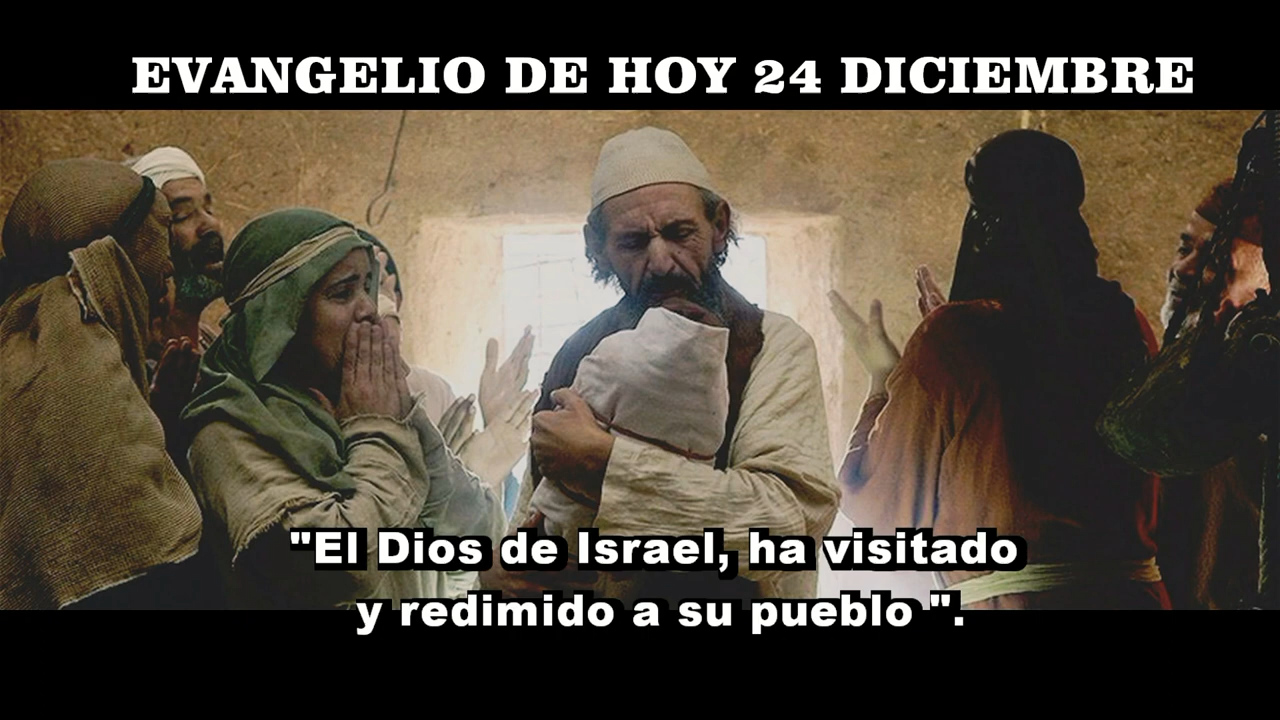 EVANGELIO DE HOY 24 DICIEMBRE
"El Dios de Israel, ha visitado
y redimido a su pueblo ".